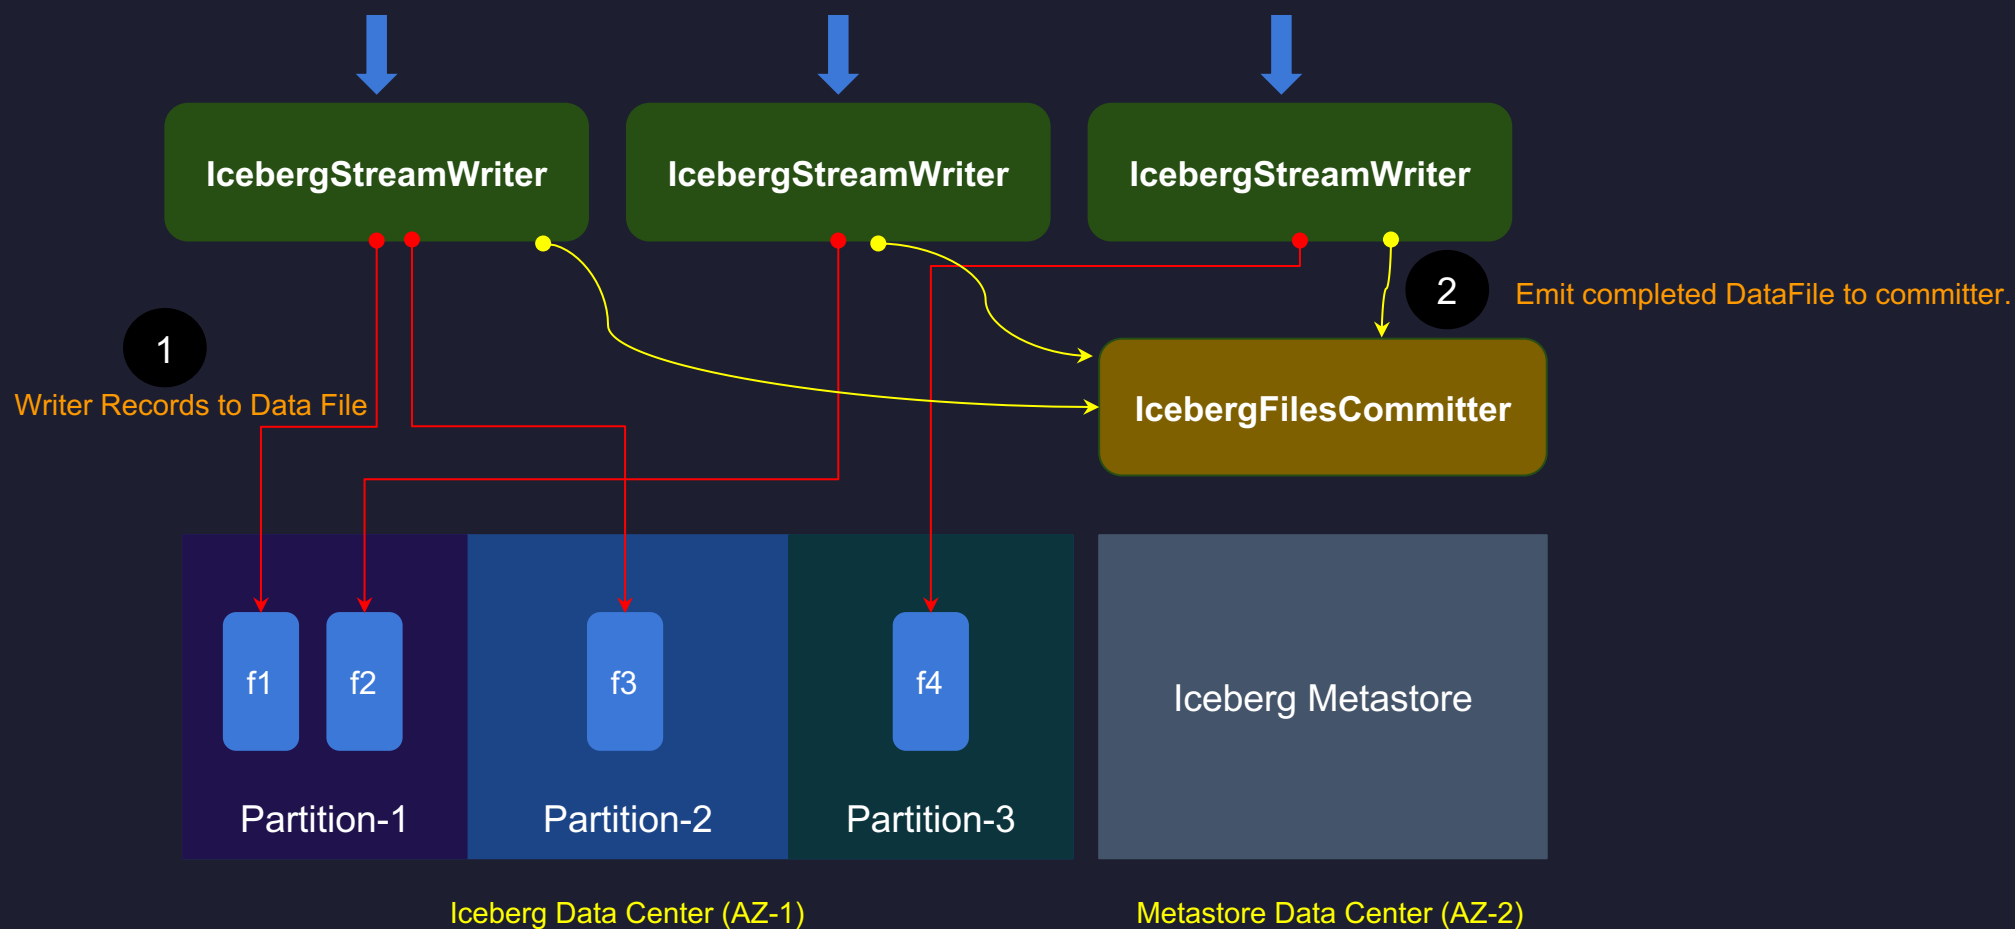 IcebergStreamWriter
IcebergStreamWriter
IcebergStreamWriter
2
Emit completed DataFile to committer.
1
Writer Records to Data File
IcebergFilesCommitter
f1
f2
f3
f4
Iceberg Metastore
Partition-1
Partition-2
Partition-3
Iceberg Data Center (AZ-1)
Metastore Data Center (AZ-2)